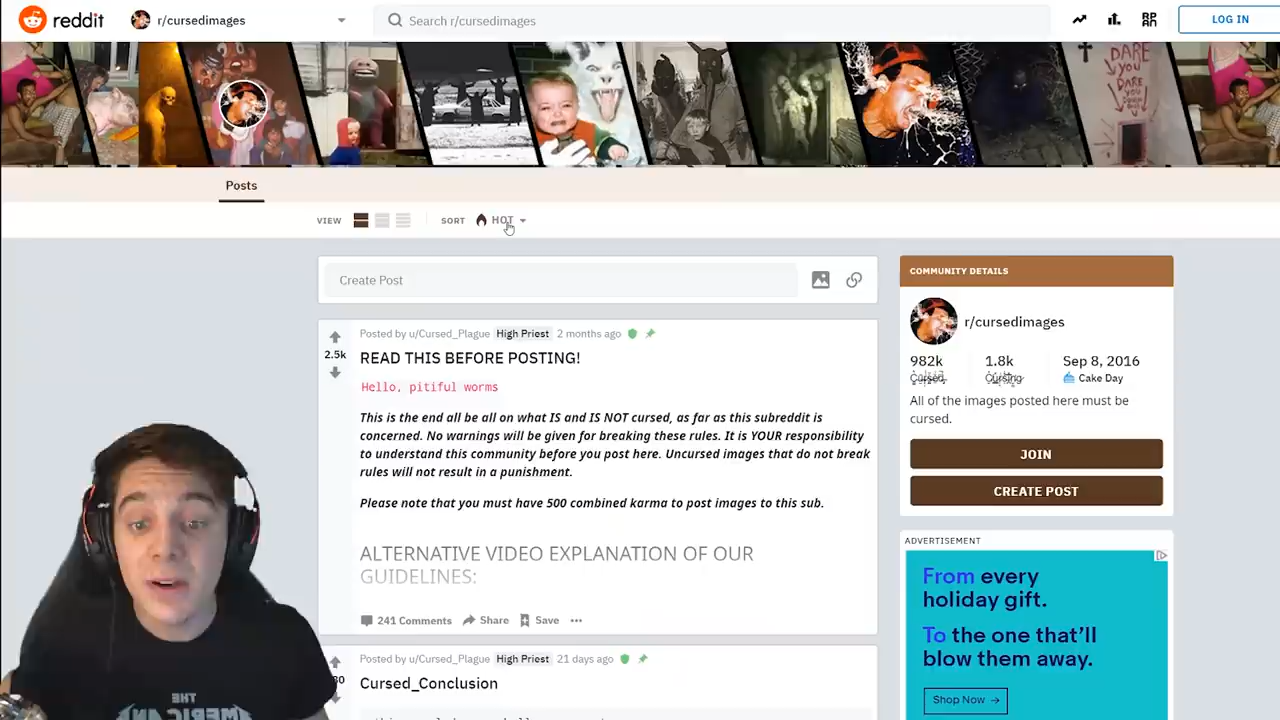 reddit
r/cursedimages
Search r/cursedimages
LOG IN
DARE
YOU
DARE
YOU
Posts
VIEW
SORT
HOT
Create Post
COMMUNITY DETAILS
r/cursedimages
982k
1.8k
Sep 8, 2016
Cursed
Cursing
Cake Day
All of the images posted here must be
cursed.
JOIN
CREATE POST
Posted by u/Cursed_Plague High Priest 2 months ago
2.5k
READ THIS BEFORE POSTING!
Hello, pitiful worms
This is the end all be all on what IS and IS NOT cursed, as far as this subreddit is
concerned. No warnings will be given for breaking these rules. It is YOUR responsibility
to understand this community before you post here. Uncursed images that do not break
rules will not result in a punishment.
Please note that you must have 500 combined karma to post images to this sub.
ALTERNATIVE VIDEO EXPLANATION OF OUR
GUIDELINES:
241 Comments
Share
Save
Posted by u/Cursed_Plague High Priest 21 days ago
Cursed_Conclusion
ADVERTISEMENT
From every
holiday gift.
To the one that'll
blow them away.
Shop Now →
THE
AMERICAN